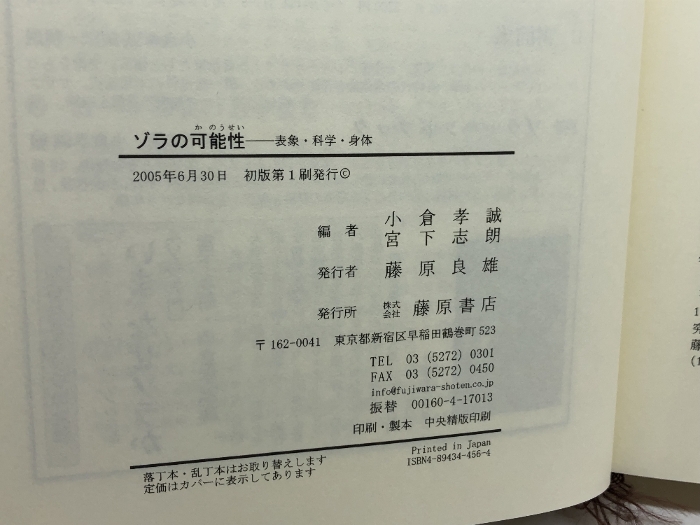 かのうせい
ゾラの可能性――表象・科学・身体
2005年6月30日　初版第1刷発行©
編者　小倉孝誠
宮下志朗
発行者　藤原良雄
発行所　株式会社　藤原書店
〒162-0041　東京都新宿区早稲田鶴巻町523
TEL　03 (5272) 0301
FAX　03 (5272) 0450
info@fujiwara-shoten.co.jp
振替　00160-4-17013
印刷・製本　中央精版印刷
落丁本・乱丁本はお取り替えします
定価はカバーに表示してあります
Printed in Japan
ISBN4-89434-456-4